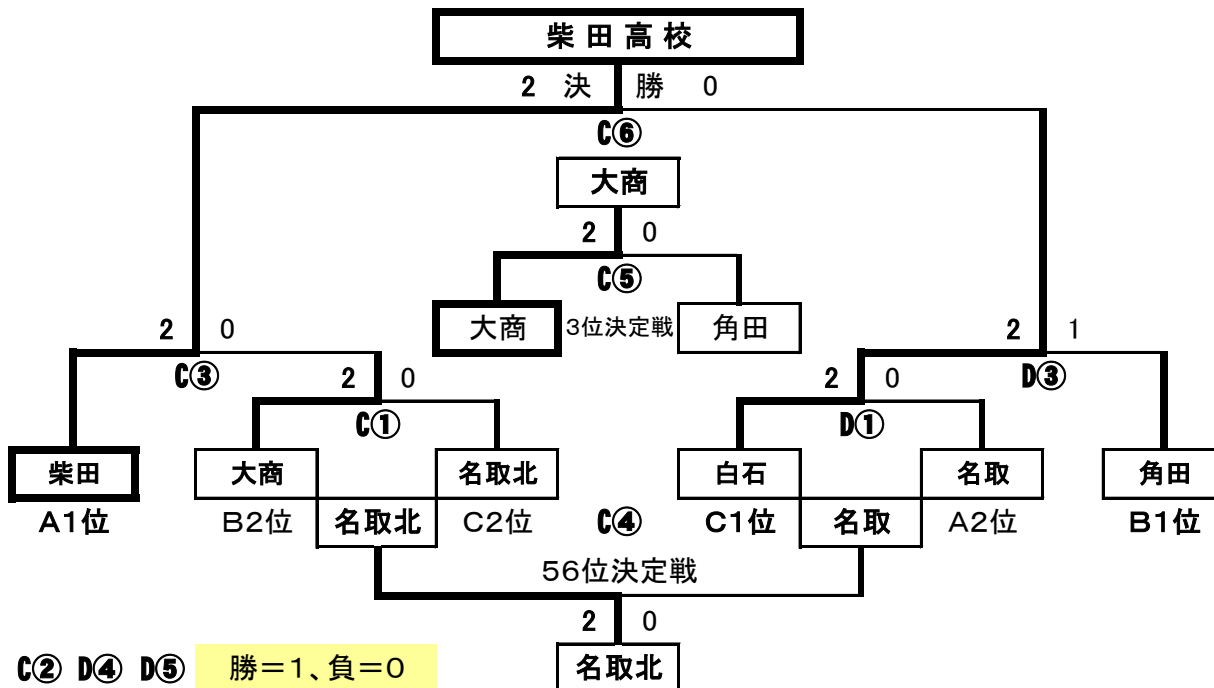 柴田高校
2 決 勝 0
C⑥
大商
2 0
C⑤
大商 3位決定戦 角田
2 0 2 1
C③ 2 0 2 0 D③
C① D①
柴田 大商 名取北 白石 名取 角田
A1位 B2位 名取北 C2位 C④ C1位 名取 A2位 B1位
56位決定戦
2 0
C② D④ D⑤ 勝=1、負=0 名取北